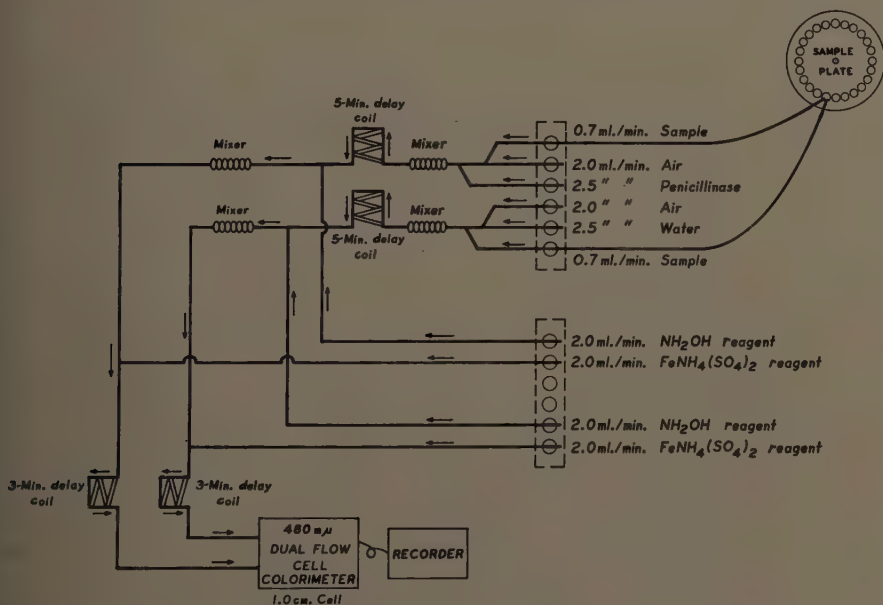 SAMPLE
PLATE
5-Min. delay
coil
Mixer
Mixer
0.7 ml./min. Sample
2.0 ml./min. Air
2.5 " " Penicillinase
2.0 " " Air
2.5 " " Water
0.7 ml./min. Sample
Mixer
Mixer
5-Min. delay
coil
2.0 ml./min. NH2OH reagent
2.0 ml./min. FeNH4(SO4)2 reagent
2.0 ml./min. NH2OH reagent
2.0 ml./min. FeNH4(SO4)2 reagent
3-Min. delay
coil
3-Min. delay
coil
480 mμ
DUAL FLOW
CELL
COLORIMETER
1.0 cm. Cell
RECORDER